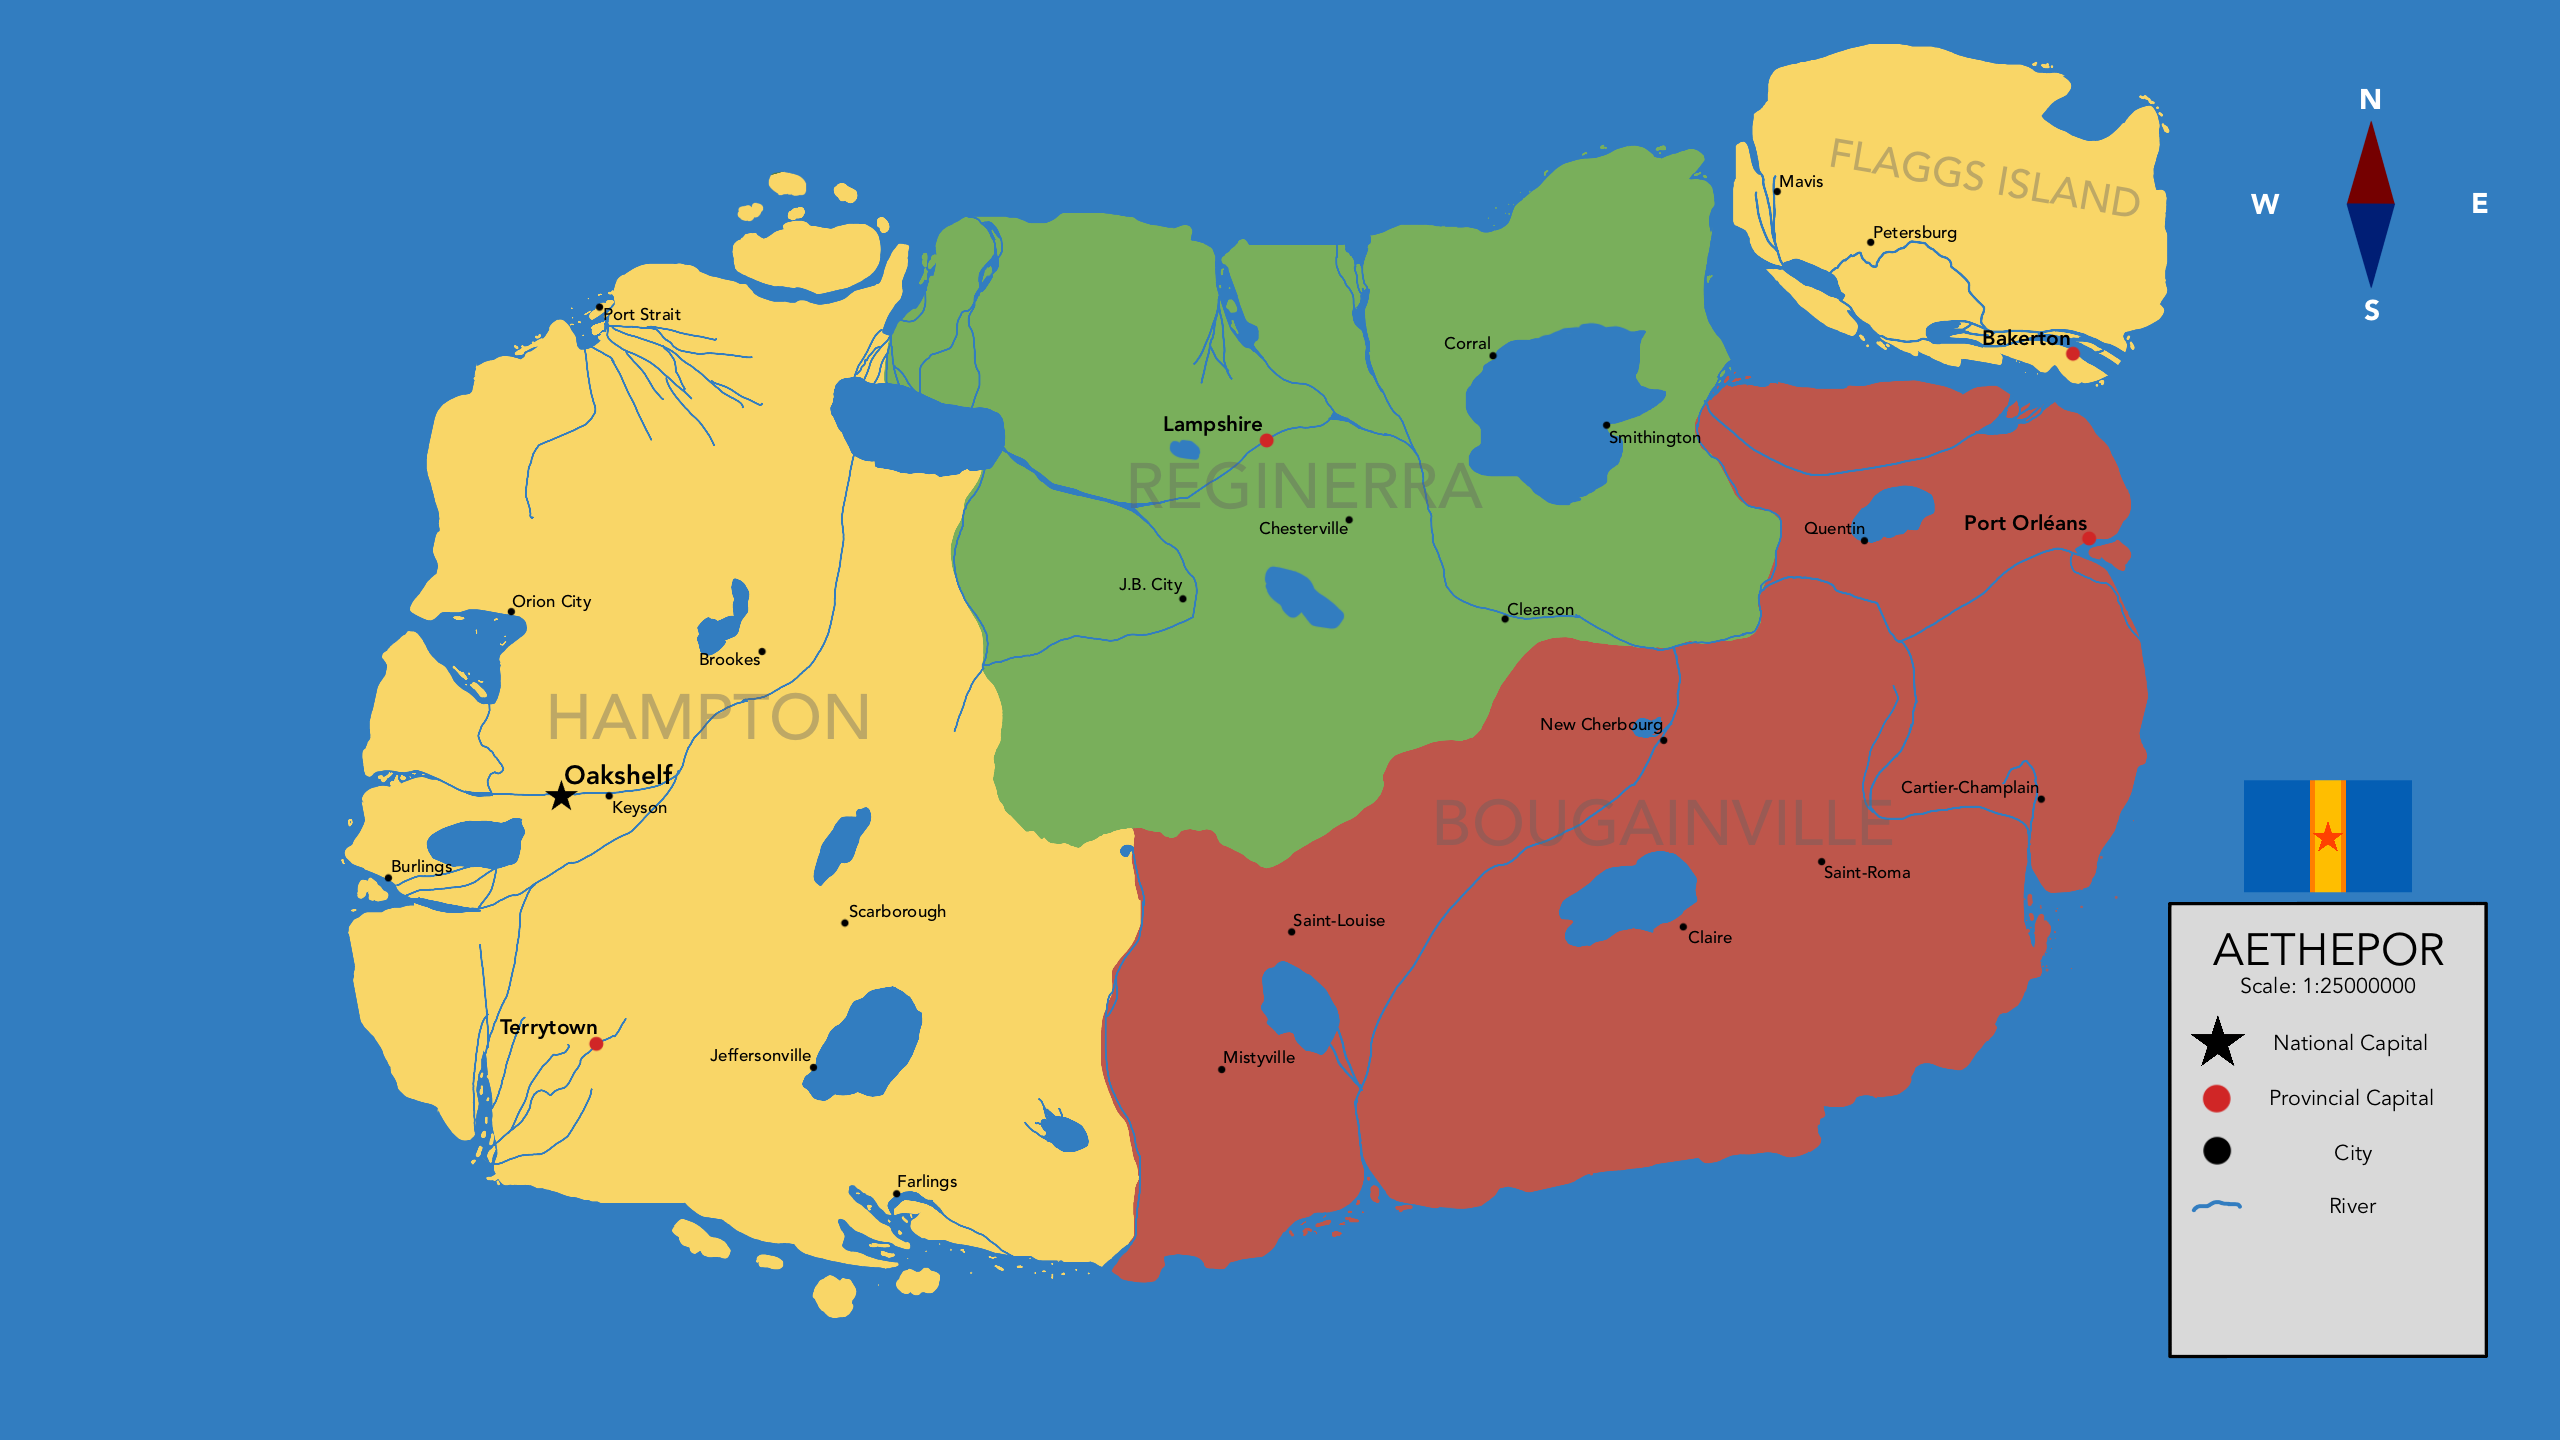 N
W
E
S
FLAGGS ISLAND
Mavis
Petersburg
Bakerton
Port Strait
Corral
Lampshire
Smithington
REGINERRA
Chesterville
Quentin
Port Orléans
J.B. City
Clearson
Orion City
Brookes
HAMPTON
New Cherbourg
Oakshelf
Keyson
Cartier-Champlain
BOUGAINVILLE
Burlings
Saint-Roma
Scarborough
Saint-Louise
Claire
Terrytown
Jeffersonville
Mistyville
Farlings
AETHEPOR
Scale: 1:25000000
National Capital
Provincial Capital
City
River